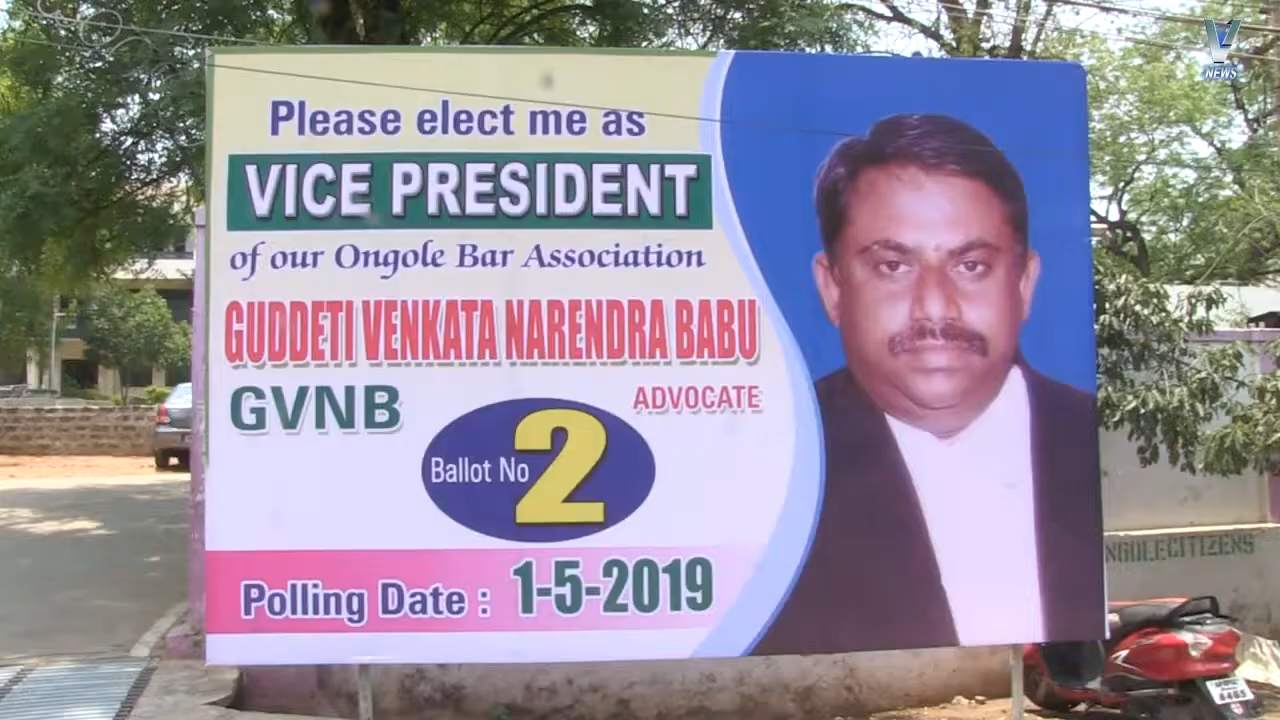 Please elect me as
VICE PRESIDENT
of our Ongole Bar Association
GUDDETI VENKATA NARENDRA BABU
GVNB
ADVOCATE
Ballot No 2
Polling Date : 1-5-2019
V NEWS
NGOLECITIZENS